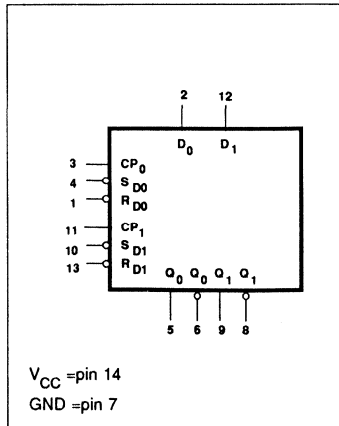 2 12
D0 D1
3 CP0
4 SD0
1 RD0
11 CP1
10 SD1
13 RD1
Q0 Q0 Q1 Q1
5 6 9 8
VCC =pin 14
GND =pin 7